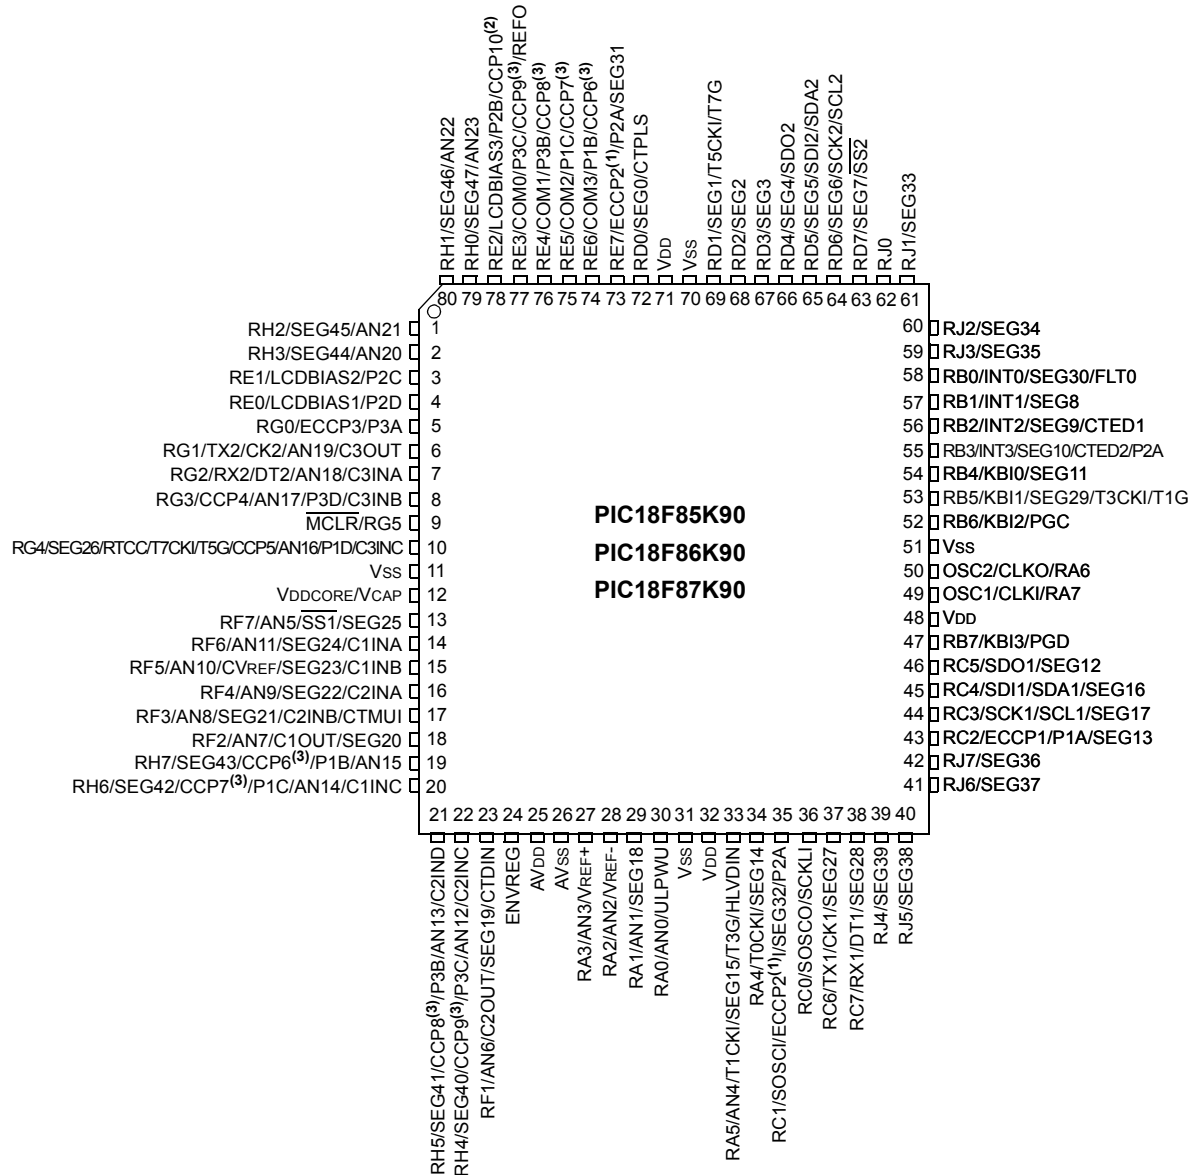 RH1/SEG46/AN22
RH0/SEG47/AN23
RE2/LCDBIAS3/P2B/CCP10(2)
RE3/COM0/P3C/CCP9(3)/REFO
RE4/COM1/P3B/CCP8(3)
RE5/COM2/P1C/CCP7(3)
RE6/COM3/P1B/CCP6(3)
RE7/ECCP2(1)/P2A/SEG31
RD0/SEG0/CTPLS
VDD
VSS
RD1/SEG1/T5CKI/T7G
RD2/SEG2
RD3/SEG3
RD4/SEG4/SDO2
RD5/SEG5/SDI2/SDA2
RD6/SEG6/SCK2/SCL2
RD7/SEG7/SS2
RJ0
RJ1/SEG33
80 79 78 77 76 75 74 73 72 71 70 69 68 67 66 65 64 63 62 61
RH2/SEG45/AN21 1
RH3/SEG44/AN20 2
RE1/LCDBIAS2/P2C 3
RE0/LCDBIAS1/P2D 4
RG0/ECCP3/P3A 5
RG1/TX2/CK2/AN19/C3OUT 6
RG2/RX2/DT2/AN18/C3INA 7
RG3/CCP4/AN17/P3D/C3INB 8
MCLR/RG5 9
RG4/SEG26/RTCC/T7CKI/T5G/CCP5/AN16/P1D/C3INC 10
VSS 11
VDDCORE/VCAP 12
RF7/AN5/SS1/SEG25 13
RF6/AN11/SEG24/C1INA 14
RF5/AN10/CVREF/SEG23/C1INB 15
RF4/AN9/SEG22/C2INA 16
RF3/AN8/SEG21/C2INB/CTMUI 17
RF2/AN7/C1OUT/SEG20 18
RH7/SEG43/CCP6(3)/P1B/AN15 19
RH6/SEG42/CCP7(3)/P1C/AN14/C1INC 20
PIC18F85K90
PIC18F86K90
PIC18F87K90
60 RJ2/SEG34
59 RJ3/SEG35
58 RB0/INT0/SEG30/FLT0
57 RB1/INT1/SEG8
56 RB2/INT2/SEG9/CTED1
55 RB3/INT3/SEG10/CTED2/P2A
54 RB4/KBI0/SEG11
53 RB5/KBI1/SEG29/T3CKI/T1G
52 RB6/KBI2/PGC
51 VSS
50 OSC2/CLKO/RA6
49 OSC1/CLKI/RA7
48 VDD
47 RB7/KBI3/PGD
46 RC5/SDO1/SEG12
45 RC4/SDI1/SDA1/SEG16
44 RC3/SCK1/SCL1/SEG17
43 RC2/ECCP1/P1A/SEG13
42 RJ7/SEG36
41 RJ6/SEG37
21 22 23 24 25 26 27 28 29 30 31 32 33 34 35 36 37 38 39 40
RH5/SEG41/CCP8(3)/P3B/AN13/C2IND
RH4/SEG40/CCP9(3)/P3C/AN12/C2INC
RF1/AN6/C2OUT/SEG19/CTDIN
ENVREG
AVDD
AVSS
RA3/AN3/VREF+
RA2/AN2/VREF-
RA1/AN1/SEG18
RA0/AN0/ULPWU
VSS
VDD
RA5/AN4/T1CKI/SEG15/T3G/HLVDIN
RA4/T0CKI/SEG14
RC1/SOSCI/ECCP2(1)I/SEG32/P2A
RC0/SOSCO/SCKLI
RC6/TX1/CK1/SEG27
RC7/RX1/DT1/SEG28
RJ4/SEG39
RJ5/SEG38